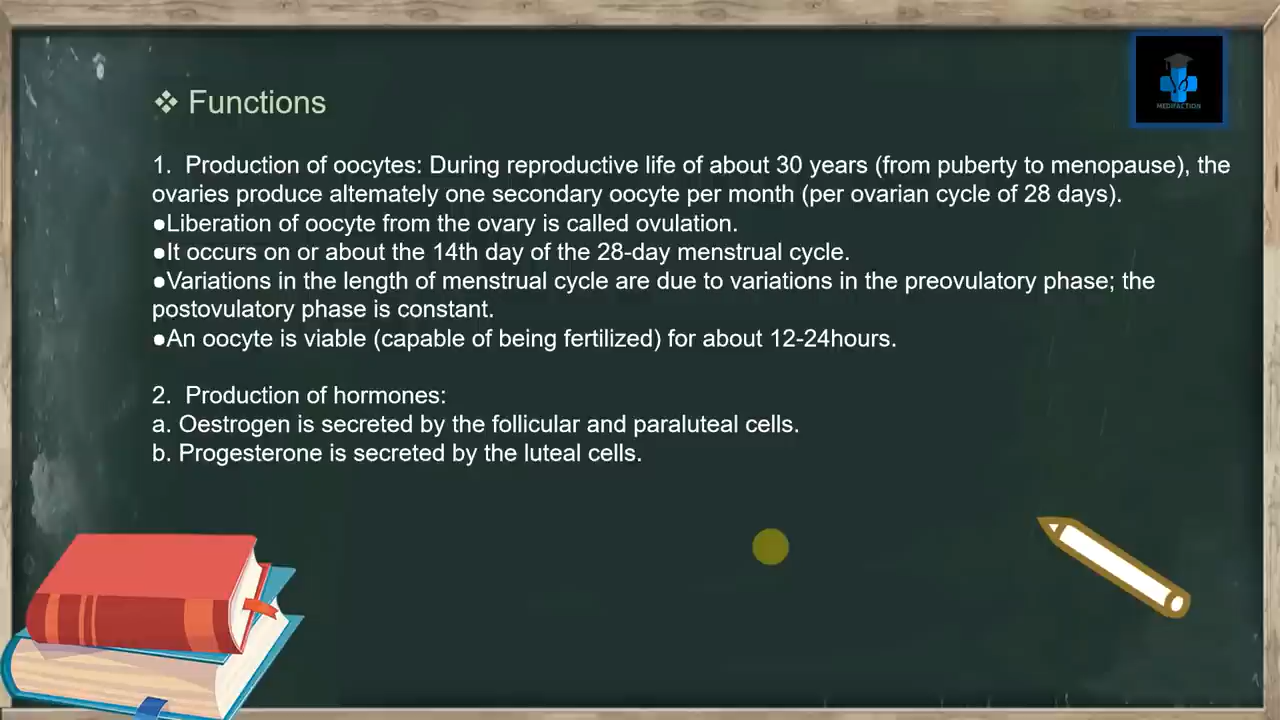 MEDIFACTION
❖ Functions
1. Production of oocytes: During reproductive life of about 30 years (from puberty to menopause), the
ovaries produce altemately one secondary oocyte per month (per ovarian cycle of 28 days).
●Liberation of oocyte from the ovary is called ovulation.
●It occurs on or about the 14th day of the 28-day menstrual cycle.
●Variations in the length of menstrual cycle are due to variations in the preovulatory phase; the
postovulatory phase is constant.
●An oocyte is viable (capable of being fertilized) for about 12-24hours.
2. Production of hormones:
a. Oestrogen is secreted by the follicular and paraluteal cells.
b. Progesterone is secreted by the luteal cells.